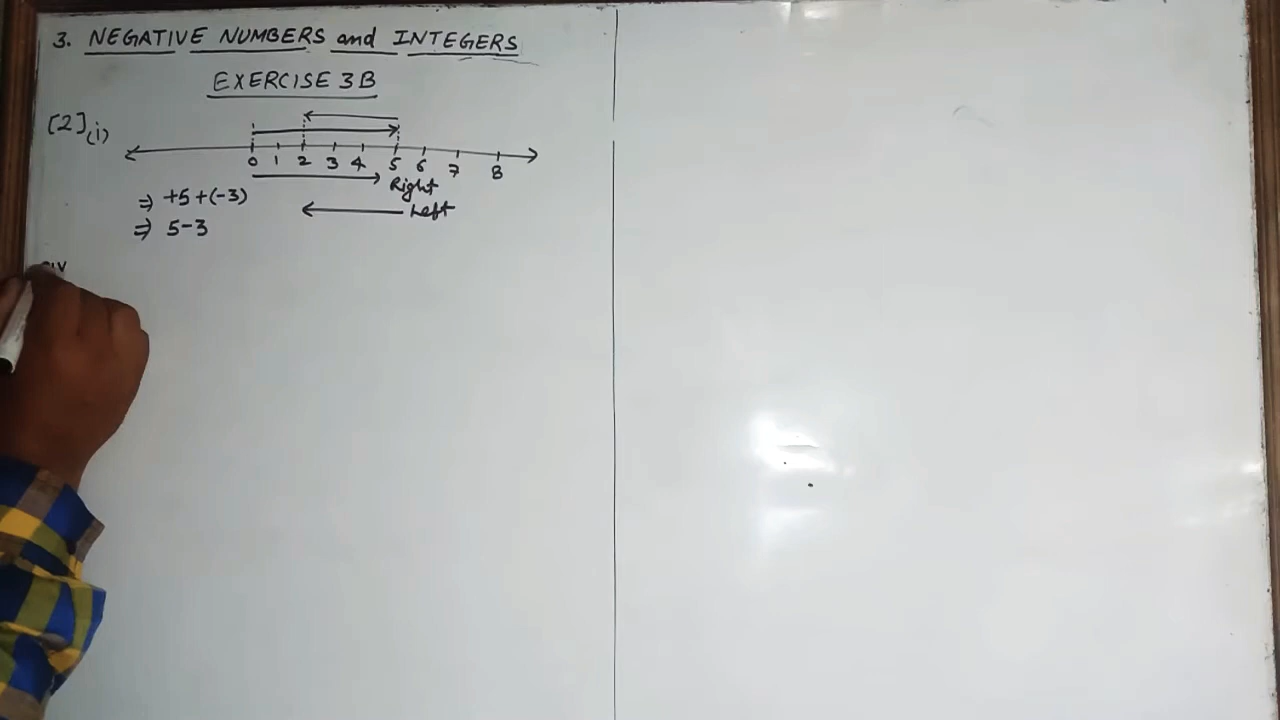 3. NEGATIVE NUMBERS and INTEGERS
EXERCISE 3B
[2](i)
0 1 2 3 4 5 6 7 8
Right
⇒ +5+(-3)
Left
⇒ 5-3